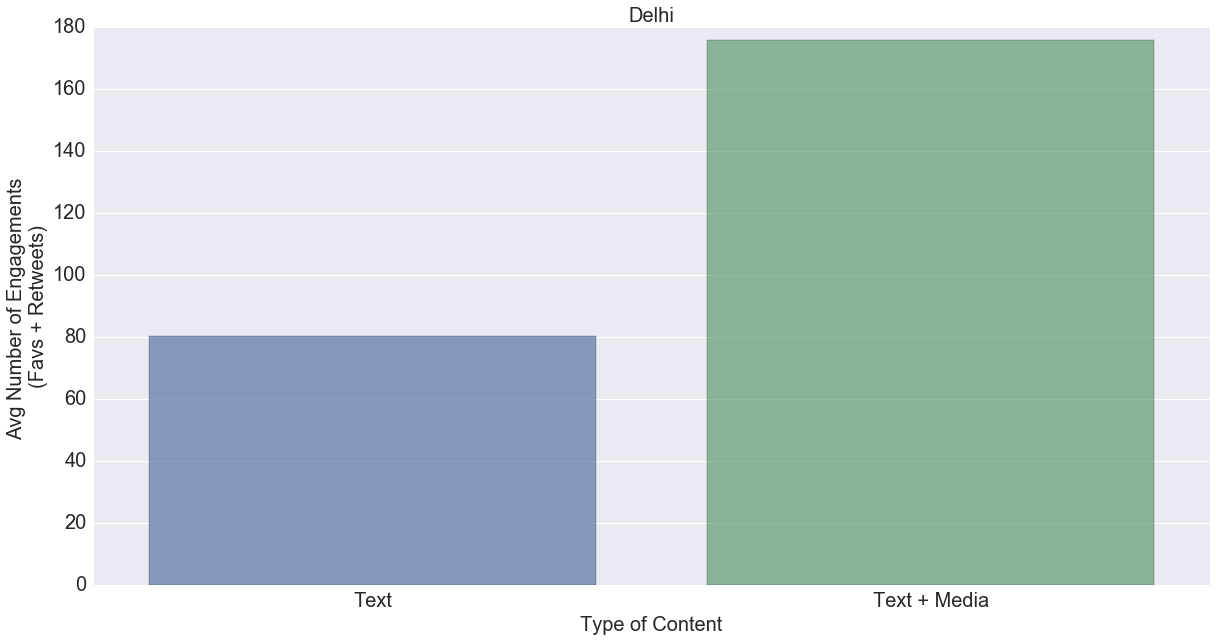 Delhi
180
160
140
120
100
80
60
40
20
0
Avg Number of Engagements
(Favs + Retweets)
Text
Text + Media
Type of Content